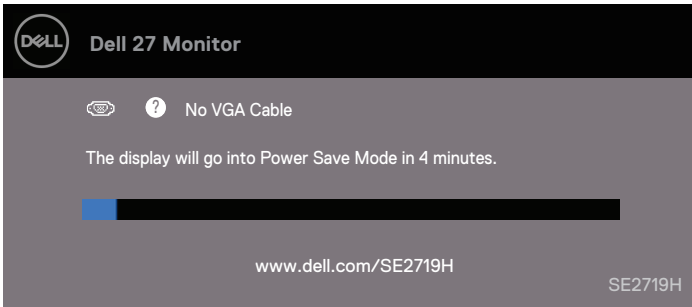 DELL
Dell 27 Monitor
? No VGA Cable
The display will go into Power Save Mode in 4 minutes.
www.dell.com/SE2719H
SE2719H